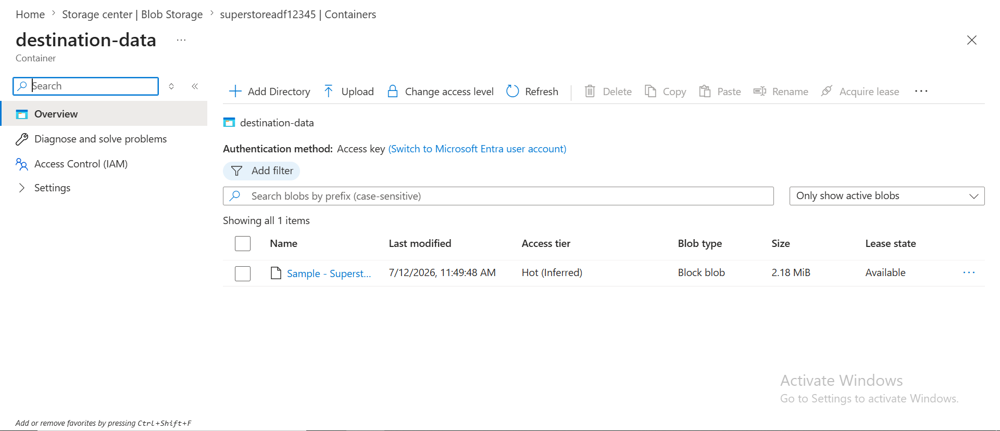 Home > Storage center | Blob Storage > superstoreadf12345 | Containers
destination-data ...
Container
Search
Overview
Diagnose and solve problems
Access Control (IAM)
Settings
Add Directory Upload Change access level Refresh Delete Copy Paste Rename Acquire lease ...
destination-data
Authentication method: Access key (Switch to Microsoft Entra user account)
Add filter
Search blobs by prefix (case-sensitive) Only show active blobs
Showing all 1 items
Name Last modified Access tier Blob type Size Lease state
Sample - Superst... 7/12/2026, 11:49:48 AM Hot (Inferred) Block blob 2.18 MiB Available ...
Activate Windows
Go to Settings to activate Windows.
Add or remove favorites by pressing Ctrl+Shift+F